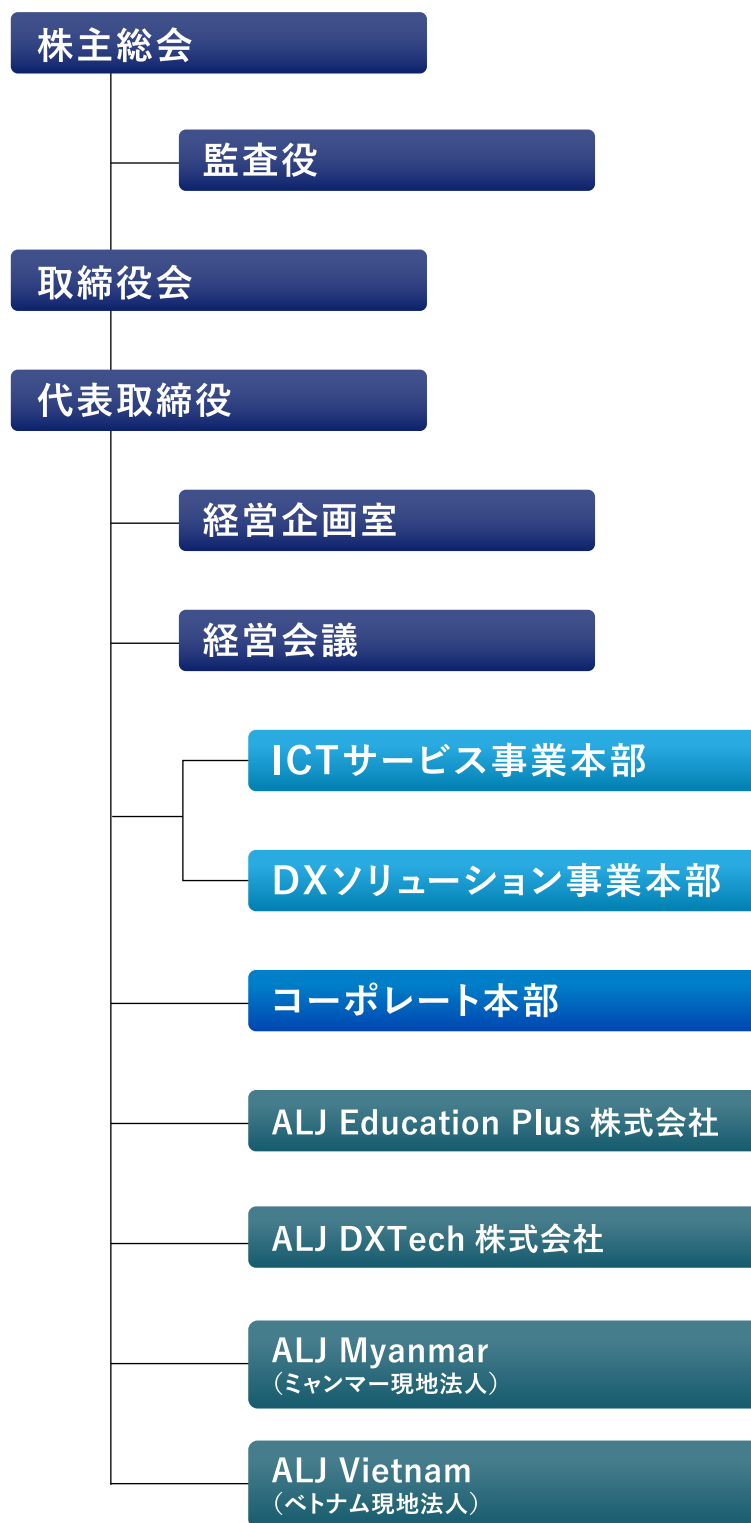 株主総会
監査役
取締役会
代表取締役
経営企画室
経営会議
ICTサービス事業本部
DXソリューション事業本部
コーポレート本部
ALJ Education Plus 株式会社
ALJ DXTech 株式会社
ALJ Myanmar
（ミャンマー現地法人）
ALJ Vietnam
（ベトナム現地法人）